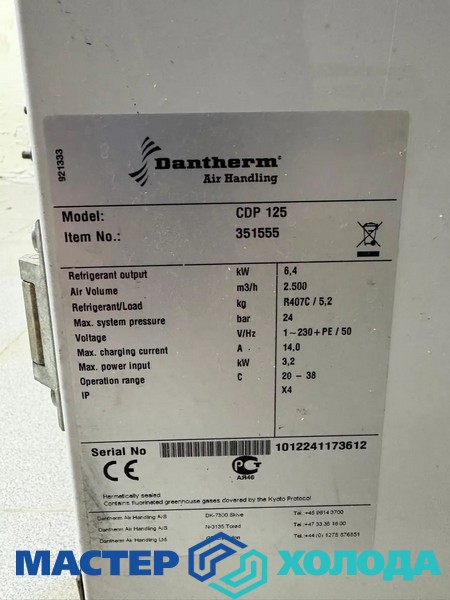 921333
Dantherm®
Air Handling
Model: CDP 125
Item No.: 351555
Refrigerant output kW 6,4
Air Volume m3/h 2.500
Refrigerant/Load kg R407C / 5,2
Max. system pressure bar 24
Voltage V/Hz 1~230+PE / 50
Max. charging current A 14,0
Max. power input kW 3,2
Operation range C 20 - 38
IP X4
Serial No 1012241173612
CE РСТ
АЯ46
Hermetically sealed
Contains fluorinated greenhouse gases covered by the Kyoto Protocol
Dantherm Air Handling A/S DK-7800 Skive Tel.+45 9614 3700
Dantherm Air Handling A/S N-3135 Torød Tel.+47 33 35 16 00
Dantherm Air Handling Ltd. Tel.+44 (0) 1275 876851
МАСТЕР ХОЛОДА